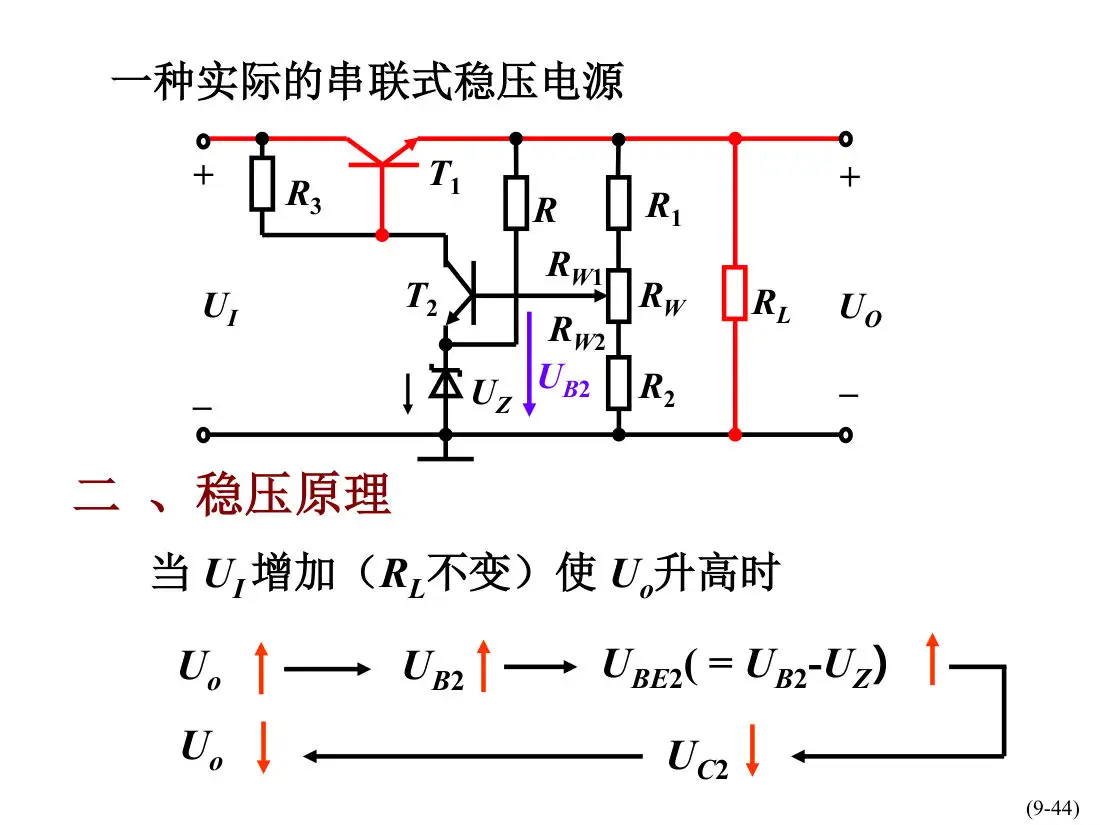 一种实际的串联式稳压电源
+ R3 T1 R R1 +
UI T2 RW1 RW RL UO
RW2
− UZ UB2 R2 −
二 、稳压原理
当 UI 增加（RL不变）使 Uo升高时
Uo ↑ → UB2 ↑ → UBE2( = UB2-UZ) ↑
Uo ↓ ← UC2 ↓ ←
(9-44)